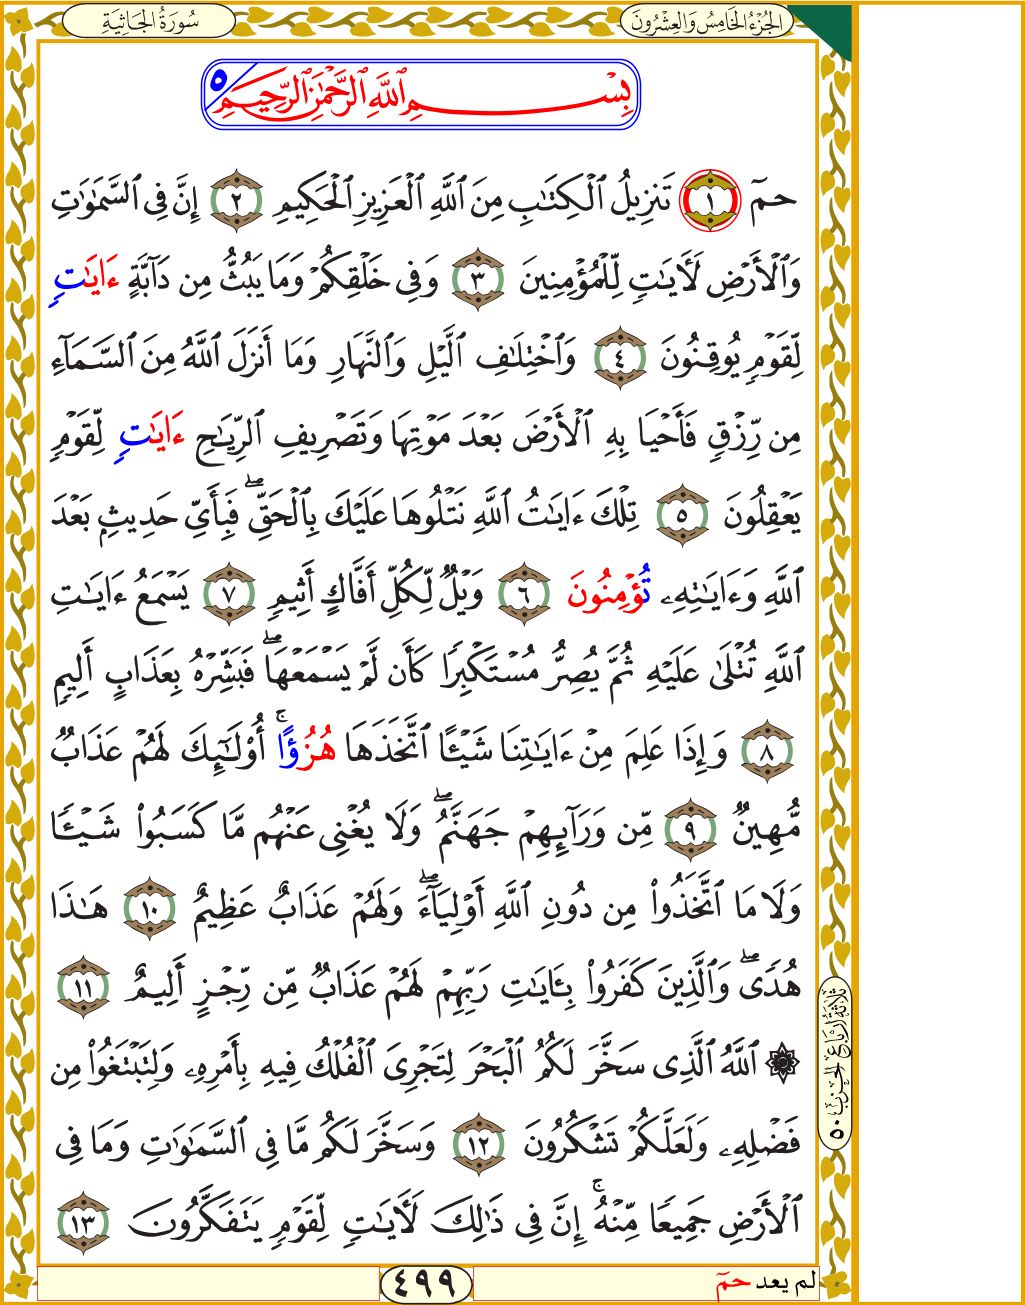 الجُزْءُ الخَامِسُ وَالعِشْرُونَ
سُورَةُ الجَاثِيَةِ
بِسْمِ ٱللَّهِ ٱلرَّحْمَٰنِ ٱلرَّحِيمِ ٥
حمٓ ١ تَنزِيلُ ٱلْكِتَٰبِ مِنَ ٱللَّهِ ٱلْعَزِيزِ ٱلْحَكِيمِ ٢ إِنَّ فِى ٱلسَّمَٰوَٰتِ
وَٱلْأَرْضِ لَـَٔايَٰتٍ لِّلْمُؤْمِنِينَ ٣ وَفِى خَلْقِكُمْ وَمَا يَبُثُّ مِن دَآبَّةٍ ءَايَٰتٍ
لِّقَوْمٍ يُوقِنُونَ ٤ وَٱخْتِلَٰفِ ٱلَّيْلِ وَٱلنَّهَارِ وَمَآ أَنزَلَ ٱللَّهُ مِنَ ٱلسَّمَآءِ
مِن رِّزْقٍ فَأَحْيَا بِهِ ٱلْأَرْضَ بَعْدَ مَوْتِهَا وَتَصْرِيفِ ٱلرِّيَٰحِ ءَايَٰتٍ لِّقَوْمٍ
يَعْقِلُونَ ٥ تِلْكَ ءَايَٰتُ ٱللَّهِ نَتْلُوهَا عَلَيْكَ بِٱلْحَقِّۖ فَبِأَىِّ حَدِيثٍۭ بَعْدَ
ٱللَّهِ وَءَايَٰتِهِۦ تُؤْمِنُونَ ٦ وَيْلٌ لِّكُلِّ أَفَّاكٍ أَثِيمٍ ٧ يَسْمَعُ ءَايَٰتِ
ٱللَّهِ تُتْلَىٰ عَلَيْهِ ثُمَّ يُصِرُّ مُسْتَكْبِرًا كَأَن لَّمْ يَسْمَعْهَاۖ فَبَشِّرْهُ بِعَذَابٍ أَلِيمٍ
٨ وَإِذَا عَلِمَ مِنْ ءَايَٰتِنَا شَيْـًٔا ٱتَّخَذَهَا هُزُؤًاۚ أُو۟لَٰٓئِكَ لَهُمْ عَذَابٌ
مُّهِينٌ ٩ مِّن وَرَآئِهِمْ جَهَنَّمُۖ وَلَا يُغْنِى عَنْهُم مَّا كَسَبُوا۟ شَيْـًٔا
وَلَا مَا ٱتَّخَذُوا۟ مِن دُونِ ٱللَّهِ أَوْلِيَآءَۖ وَلَهُمْ عَذَابٌ عَظِيمٌ ١٠ هَٰذَا
هُدًىۖ وَٱلَّذِينَ كَفَرُوا۟ بِـَٔايَٰتِ رَبِّهِمْ لَهُمْ عَذَابٌ مِّن رِّجْزٍ أَلِيمٍ ١١
۞ ٱللَّهُ ٱلَّذِى سَخَّرَ لَكُمُ ٱلْبَحْرَ لِتَجْرِىَ ٱلْفُلْكُ فِيهِ بِأَمْرِهِۦ وَلِتَبْتَغُوا۟ مِن
فَضْلِهِۦ وَلَعَلَّكُمْ تَشْكُرُونَ ١٢ وَسَخَّرَ لَكُم مَّا فِى ٱلسَّمَٰوَٰتِ وَمَا فِى
ٱلْأَرْضِ جَمِيعًا مِّنْهُۚ إِنَّ فِى ذَٰلِكَ لَـَٔايَٰتٍ لِّقَوْمٍ يَتَفَكَّرُونَ ١٣
ثَلَاثَةُ أَرْبَاعِ الحِزْبِ ٥٠
لم يعد حمٓ
٤٩٩